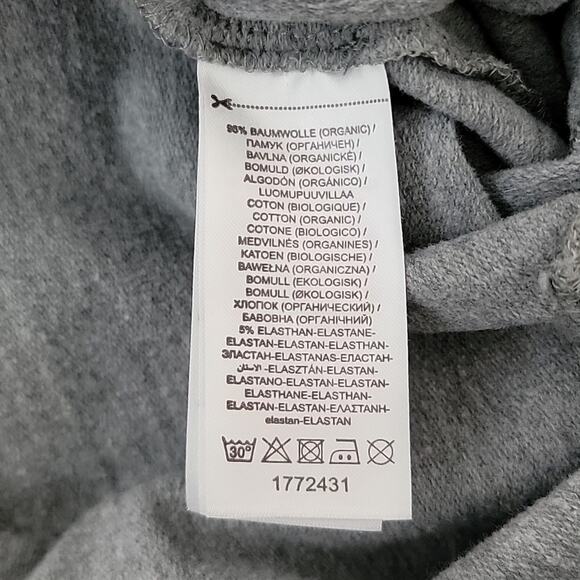 95% BAUMWOLLE (ORGANIC) /
ПАМУК (ОРГАНИЧЕН) /
BAVLNA (ORGANICKÉ) /
BOMULD (ØKOLOGISK) /
ALGODÓN (ORGÁNICO) /
LUOMUPUUVILLAA
COTON (BIOLOGIQUE) /
COTTON (ORGANIC) /
COTONE (BIOLOGICO) /
MEDVILNĖS (ORGANINES) /
KATOEN (BIOLOGISCHE) /
BAWEŁNA (ORGANICZNA) /
BOMULL (EKOLOGISK) /
BOMULL (ØKOLOGISK) /
ХЛОПОК (ОРГАНИЧЕСКИЙ) /
БАВОВНА (ОРГАНІЧНИЙ)
5% ELASTHAN-ELASTANE-
ELASTAN-ELASTAN-ELASTHAN-
ЭЛАСТАН-ELASTANAS-ЕЛАСТАН-
الاستان -ELASZTÁN-ELASTAN-
ELASTANO-ELASTAN-ELASTAN-
ELASTHANE-ELASTHAN-
ELASTAN-ELASTAN-ΕΛΑΣΤΑΝΗ-
elastan-ELASTAN
30°
1772431